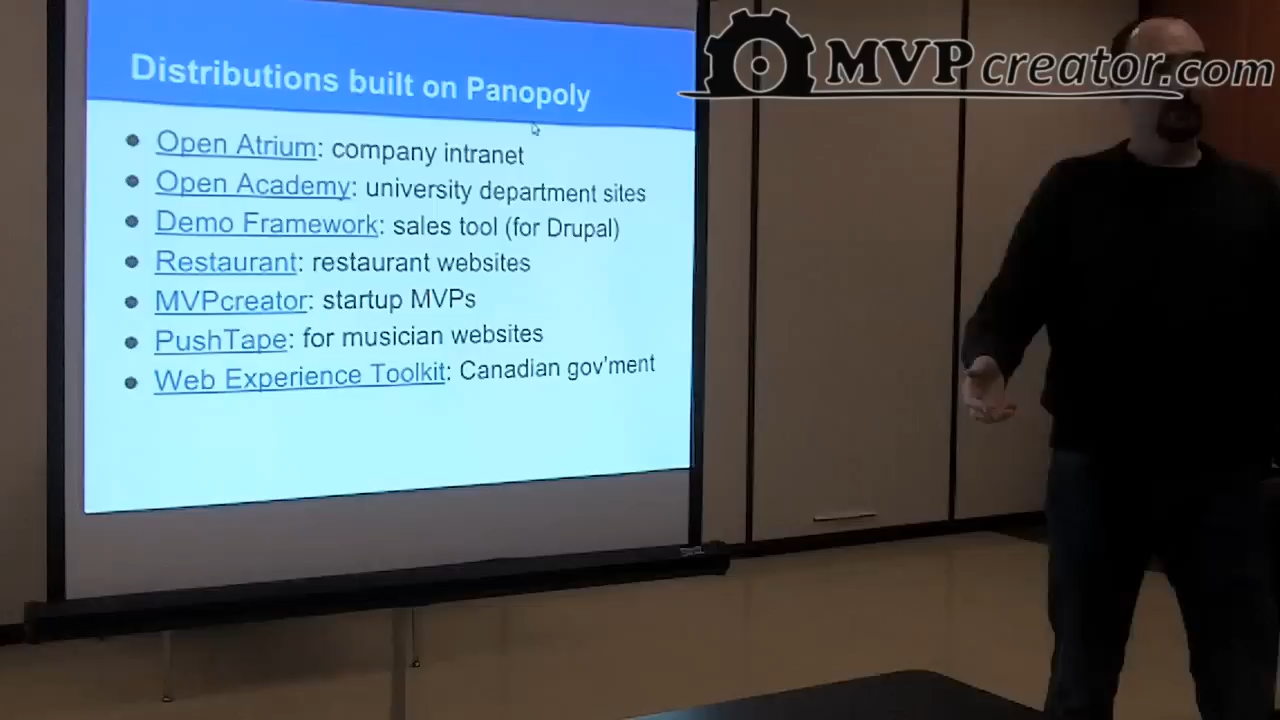 Distributions built on Panopoly
Open Atrium: company intranet
Open Academy: university department sites
Demo Framework: sales tool (for Drupal)
Restaurant: restaurant websites
MVPcreator: startup MVPs
PushTape: for musician websites
Web Experience Toolkit: Canadian gov'ment
MVPcreator.com